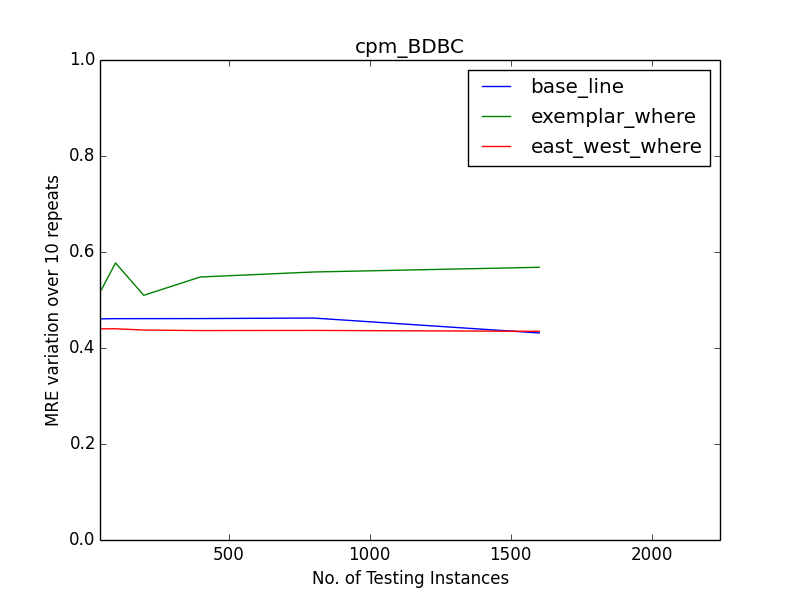 cpm_BDBC
base_line
exemplar_where
east_west_where
1.0
0.8
0.6
0.4
0.2
0.0
MRE variation over 10 repeats
500 1000 1500 2000
No. of Testing Instances